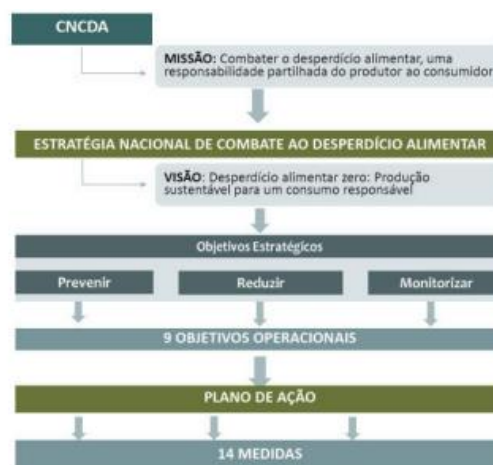 CNCDA
MISSÃO: Combater o desperdício alimentar, uma
responsabilidade partilhada do produtor ao consumidor
ESTRATÉGIA NACIONAL DE COMBATE AO DESPERDÍCIO ALIMENTAR
VISÃO: Desperdício alimentar zero: Produção
sustentável para um consumo responsável
Objetivos Estratégicos
Prevenir
Reduzir
Monitorizar
9 OBJETIVOS OPERACIONAIS
PLANO DE AÇÃO
14 MEDIDAS